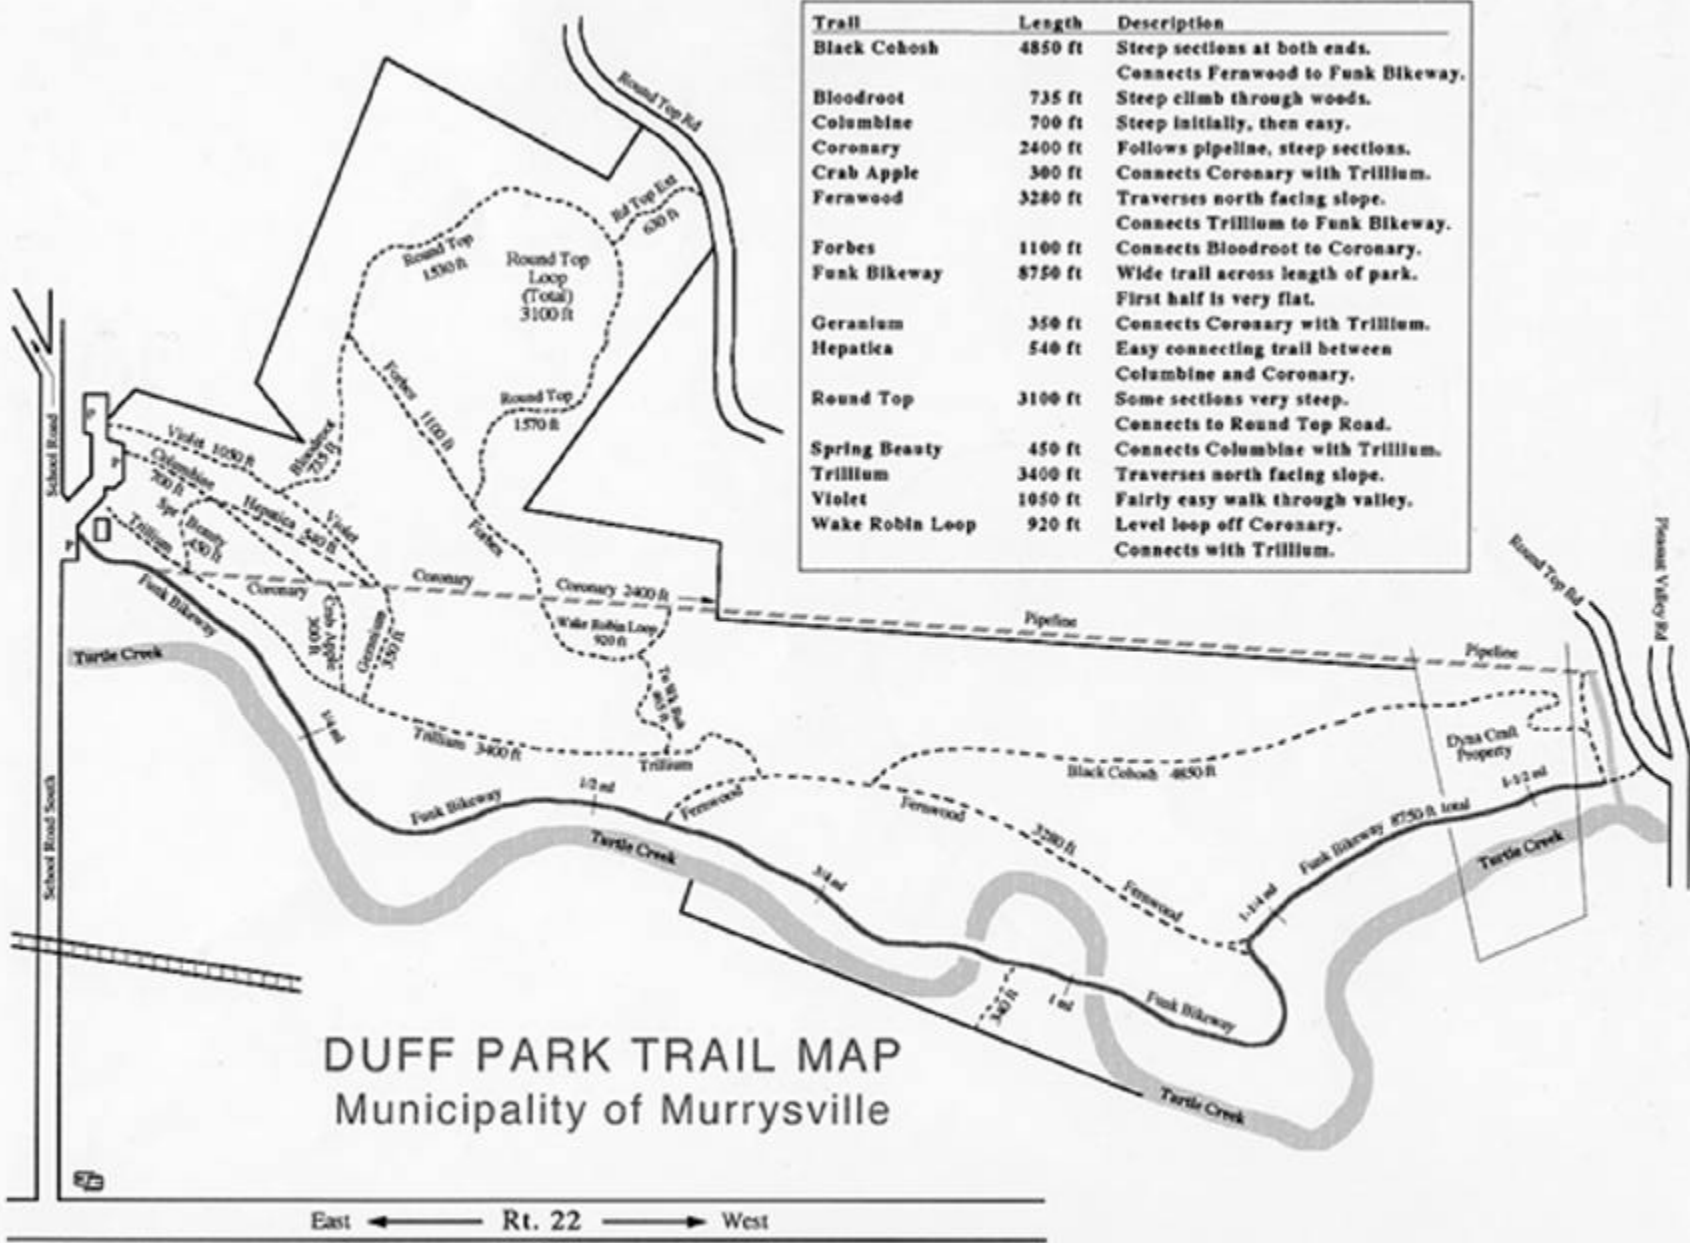 Trail Length Description
Black Cohosh 4850 ft Steep sections at both ends.
Connects Fernwood to Funk Bikeway.
Bloodroot 735 ft Steep climb through woods.
Columbine 700 ft Steep initially, then easy.
Coronary 2400 ft Follows pipeline, steep sections.
Crab Apple 300 ft Connects Coronary with Trillium.
Fernwood 3280 ft Traverses north facing slope.
Connects Trillium to Funk Bikeway.
Forbes 1100 ft Connects Bloodroot to Coronary.
Funk Bikeway 8750 ft Wide trail across length of park.
First half is very flat.
Geranium 350 ft Connects Coronary with Trillium.
Hepatica 540 ft Easy connecting trail between
Columbine and Coronary.
Round Top 3100 ft Some sections very steep.
Connects to Round Top Road.
Spring Beauty 450 ft Connects Columbine with Trillium.
Trillium 3400 ft Traverses north facing slope.
Violet 1050 ft Fairly easy walk through valley.
Wake Robin Loop 920 ft Level loop off Coronary.
Connects with Trillium.
Round Top Rd
Rd Top Ext
630 ft
Round Top
1530 ft
Round Top
Loop
(Total)
3100 ft
Round Top
1570 ft
Forbes 1100 ft
Forbes
Bloodroot
735 ft
School Road
P
P
P
Violet 1050 ft
Violet
Columbine
700 ft
Hepatica 540 ft
Spr Beauty
450 ft
Trillium
Coronary
Coronary
Coronary 2400 ft
Crab Apple
300 ft
Geranium
350 ft
Wake Robin Loop
920 ft
To Wk Rob
Pipeline
Pipeline
Round Top Rd
Pleasant Valley Rd
Funk Bikeway
Turtle Creek
1/4 ml
Trillium 3400 ft
Trillium
Funk Bikeway
1/2 ml
Fernwood
Fernwood
3280 ft
Fernwood
Black Cohosh 4850 ft
Dyna Craft
Property
1-1/2 ml
Funk Bikeway 8750 ft total
Turtle Creek
Turtle Creek
3/4 ml
1-1/4 ml
340 ft
1 ml
Funk Bikeway
Turtle Creek
School Road South
DUFF PARK TRAIL MAP
Municipality of Murrysville
East Rt. 22 West